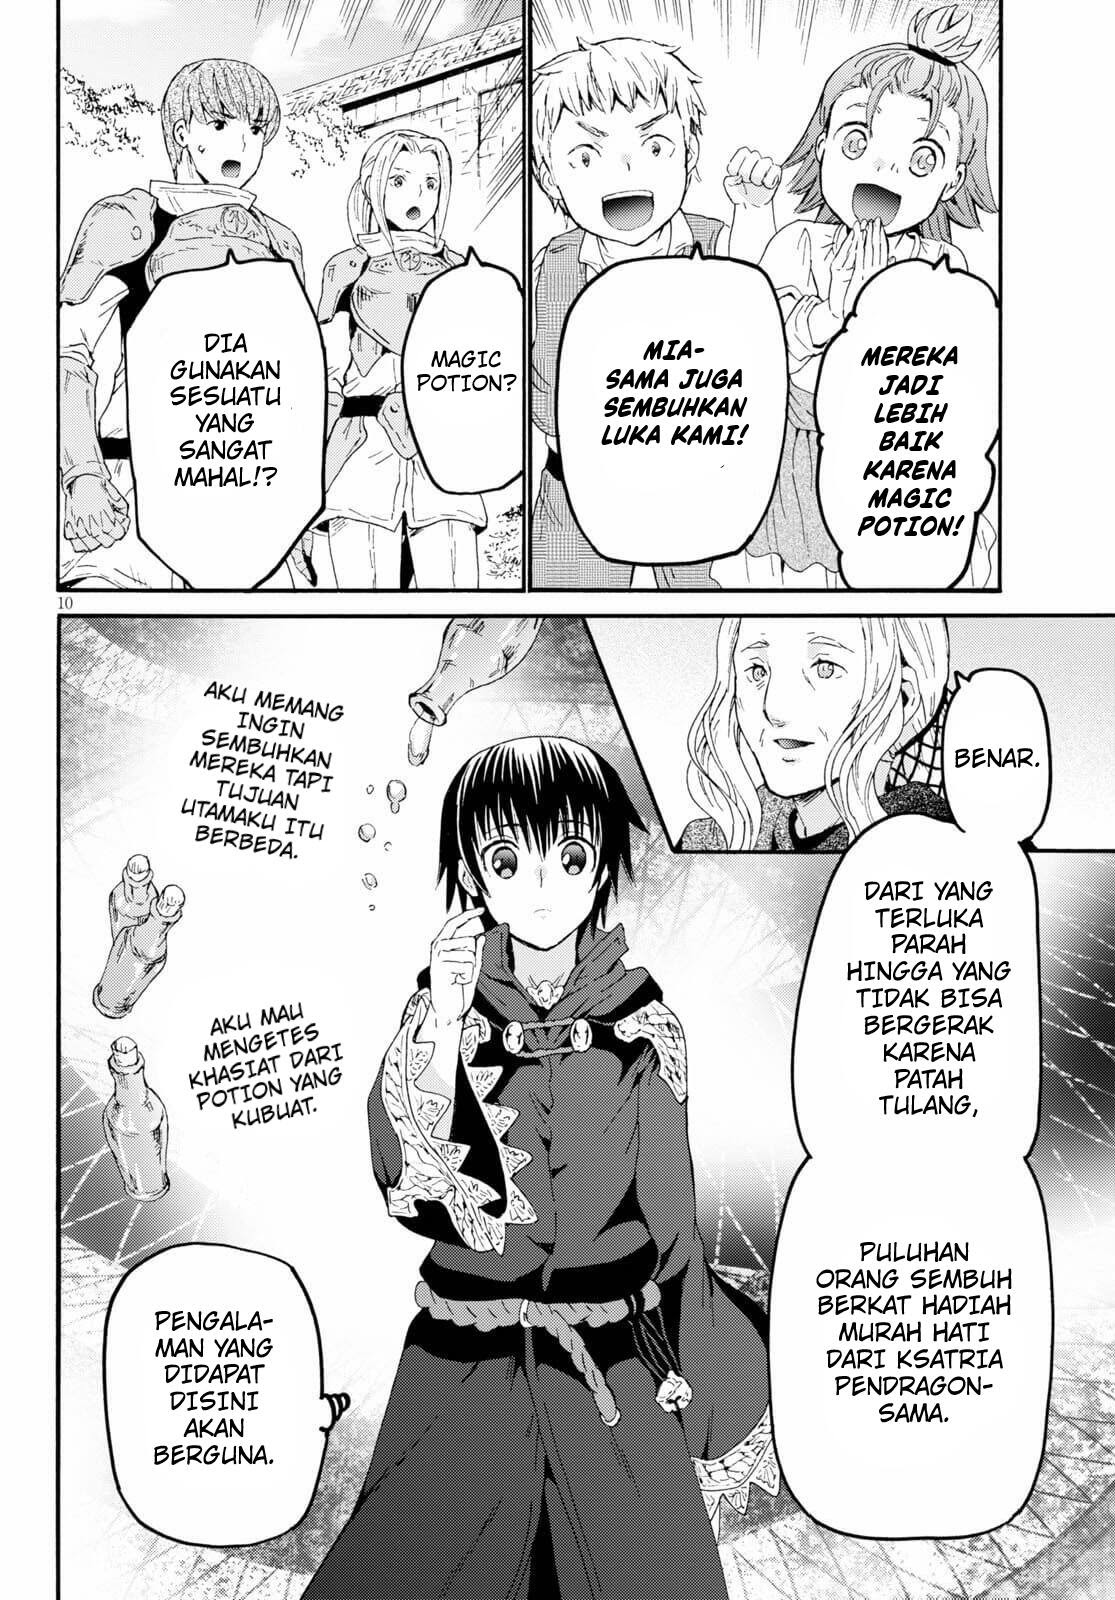 MEREKA
JADI
LEBIH
BAIK
KARENA
MAGIC
POTION!
MIA-
SAMA JUGA
SEMBUHKAN
LUKA KAMI!
MAGIC
POTION?
DIA
GUNAKAN
SESUATU
YANG
SANGAT
MAHAL!?
10
BENAR.
DARI YANG
TERLUKA
PARAH
HINGGA YANG
TIDAK BISA
BERGERAK
KARENA
PATAH
TULANG,
PULUHAN
ORANG SEMBUH
BERKAT HADIAH
MURAH HATI
DARI KSATRIA
PENDRAGON-
SAMA.
AKU MEMANG
INGIN
SEMBUHKAN
MEREKA TAPI
TUJUAN
UTAMAKU ITU
BERBEDA.
AKU MAU
MENGETES
KHASIAT DARI
POTION YANG
KUBUAT.
PENGALA-
MAN YANG
DIDAPAT
DISINI
AKAN
BERGUNA.